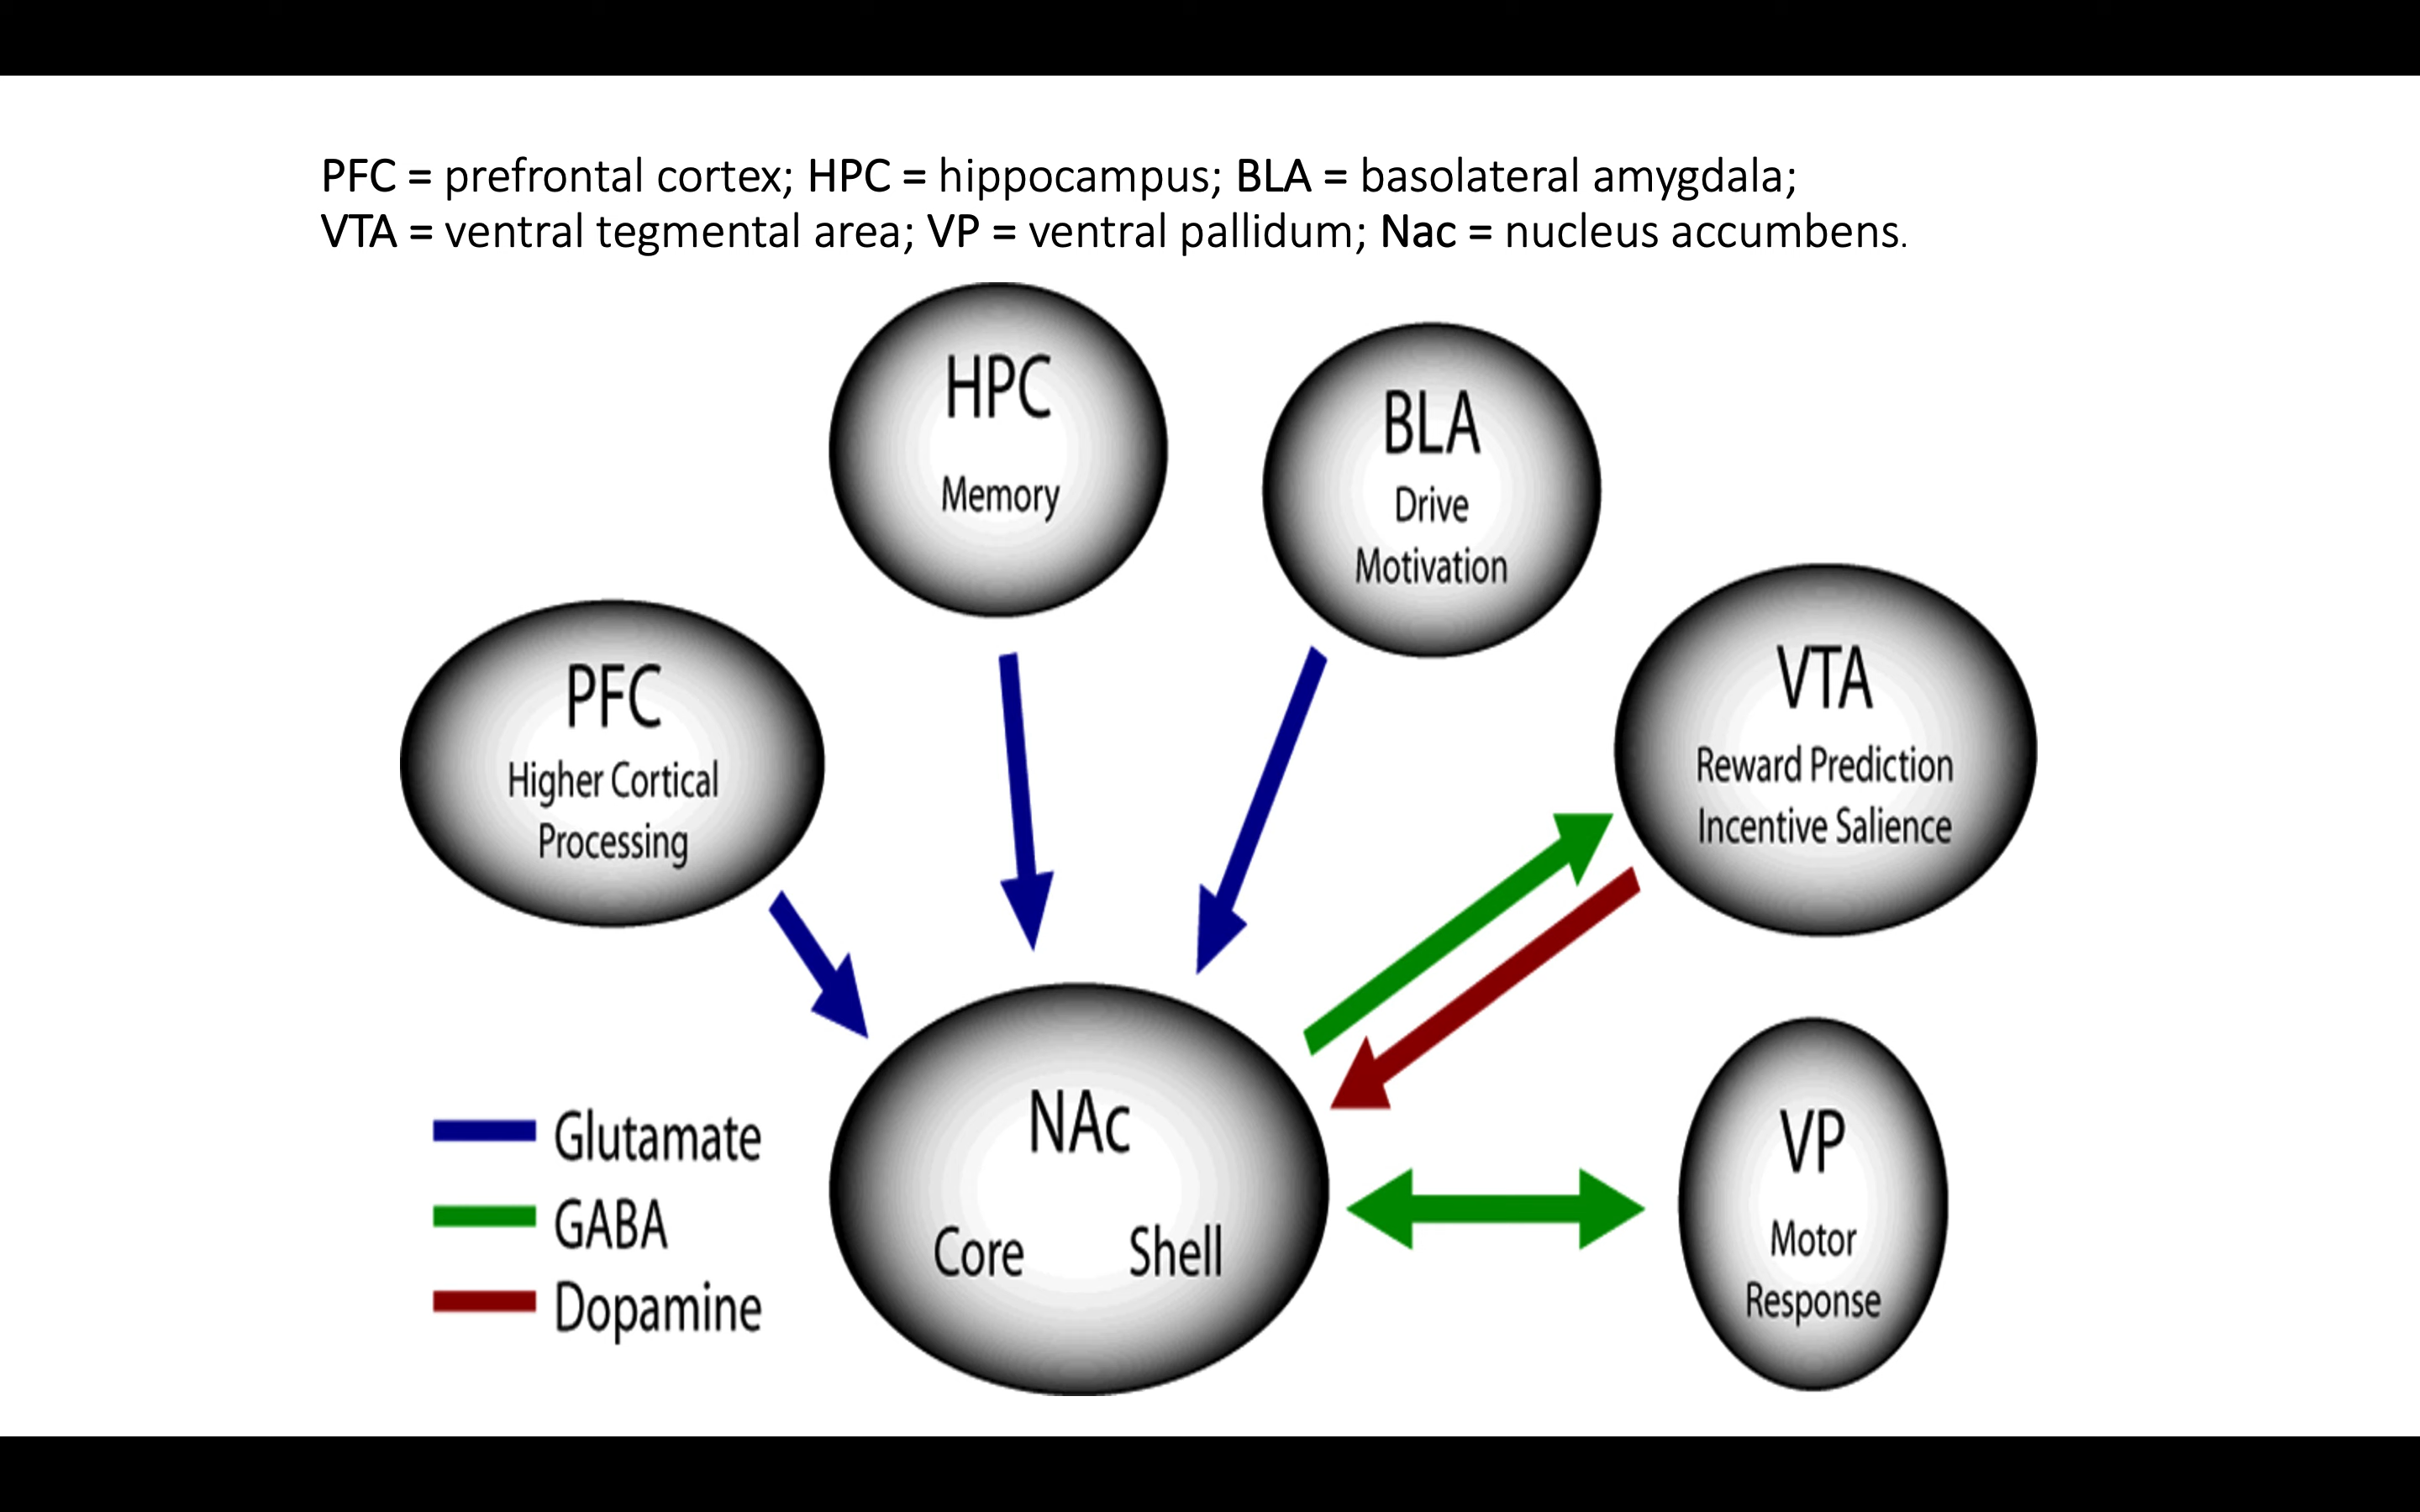 PFC = prefrontal cortex; HPC = hippocampus; BLA = basolateral amygdala;
VTA = ventral tegmental area; VP = ventral pallidum; Nac = nucleus accumbens.
HPC
Memory
BLA
Drive
Motivation
PFC
Higher Cortical
Processing
VTA
Reward Prediction
Incentive Salience
NAc
Core Shell
VP
Motor
Response
Glutamate
GABA
Dopamine